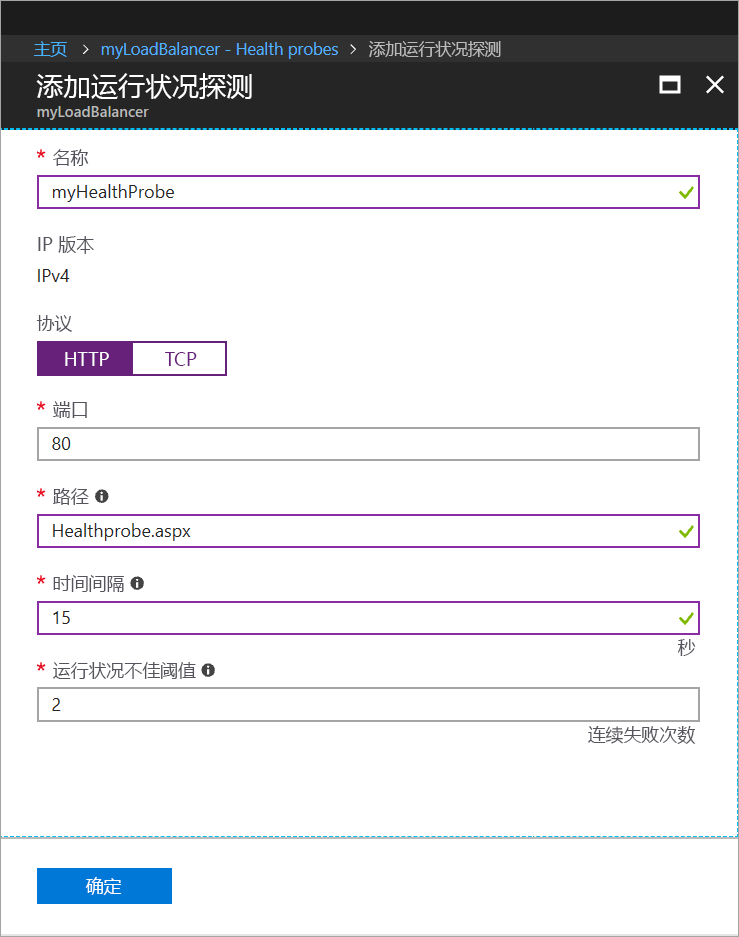 主页 > myLoadBalancer - Health probes > 添加运行状况探测
添加运行状况探测
myLoadBalancer
* 名称
myHealthProbe
IP 版本
IPv4
协议
HTTP TCP
* 端口
80
* 路径
Healthprobe.aspx
* 时间间隔
15
秒
* 运行状况不佳阈值
2
连续失败次数
确定